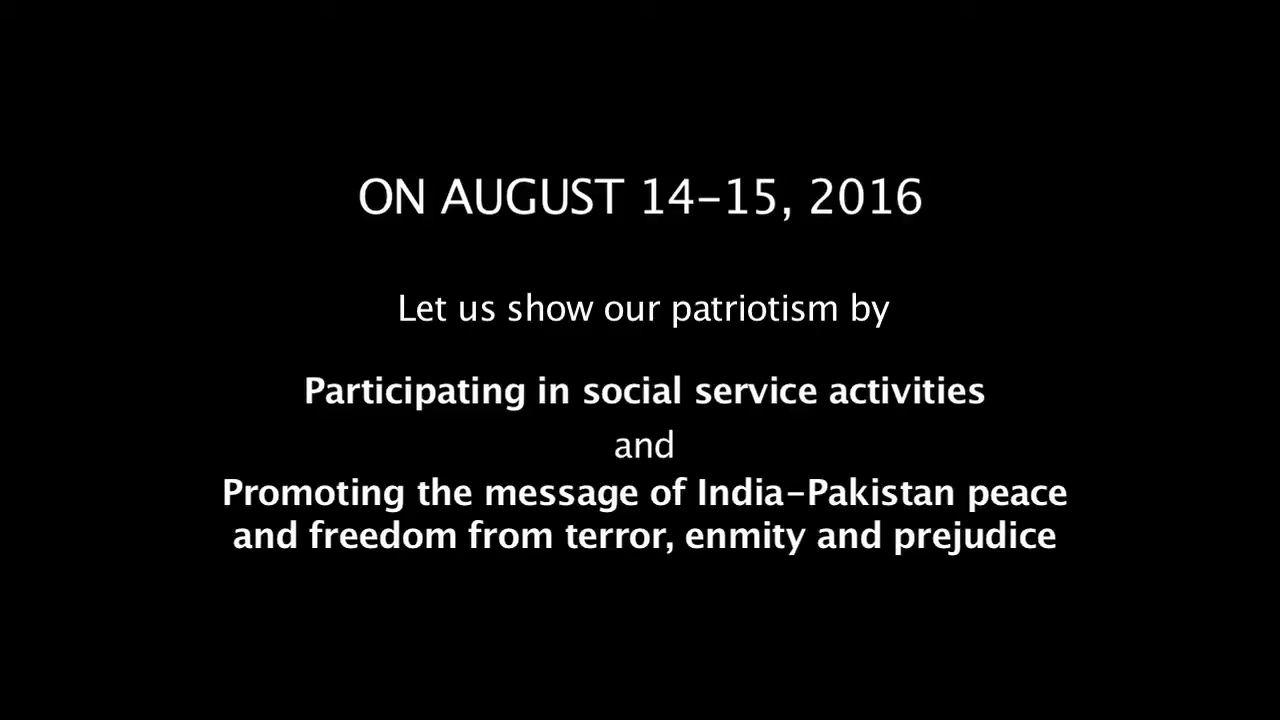 ON AUGUST 14–15, 2016
Let us show our patriotism by
Participating in social service activities
and
Promoting the message of India–Pakistan peace
and freedom from terror, enmity and prejudice